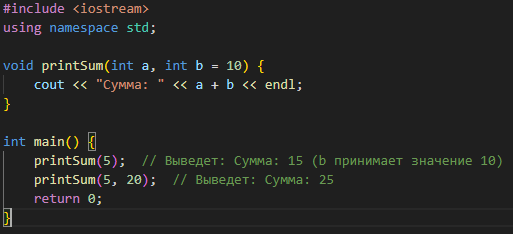 #include <iostream>
using namespace std;

void printSum(int a, int b = 10) {
    cout << "Сумма: " << a + b << endl;
}

int main() {
    printSum(5);  // Выведет: Сумма: 15 (b принимает значение 10)
    printSum(5, 20);  // Выведет: Сумма: 25
    return 0;
}